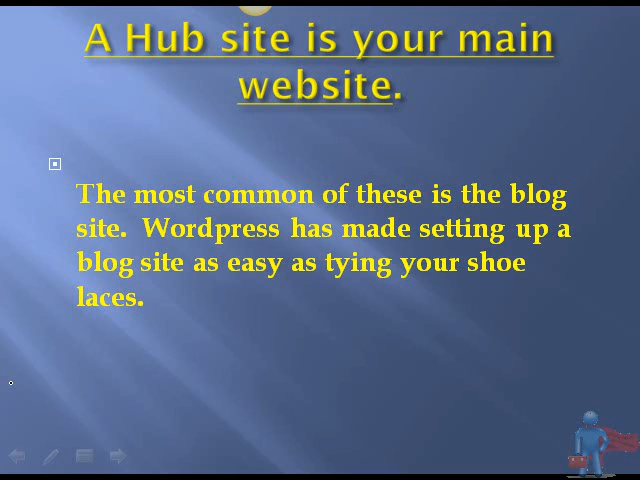 A Hub site is your main
website.
The most common of these is the blog
site.  Wordpress has made setting up a
blog site as easy as tying your shoe
laces.